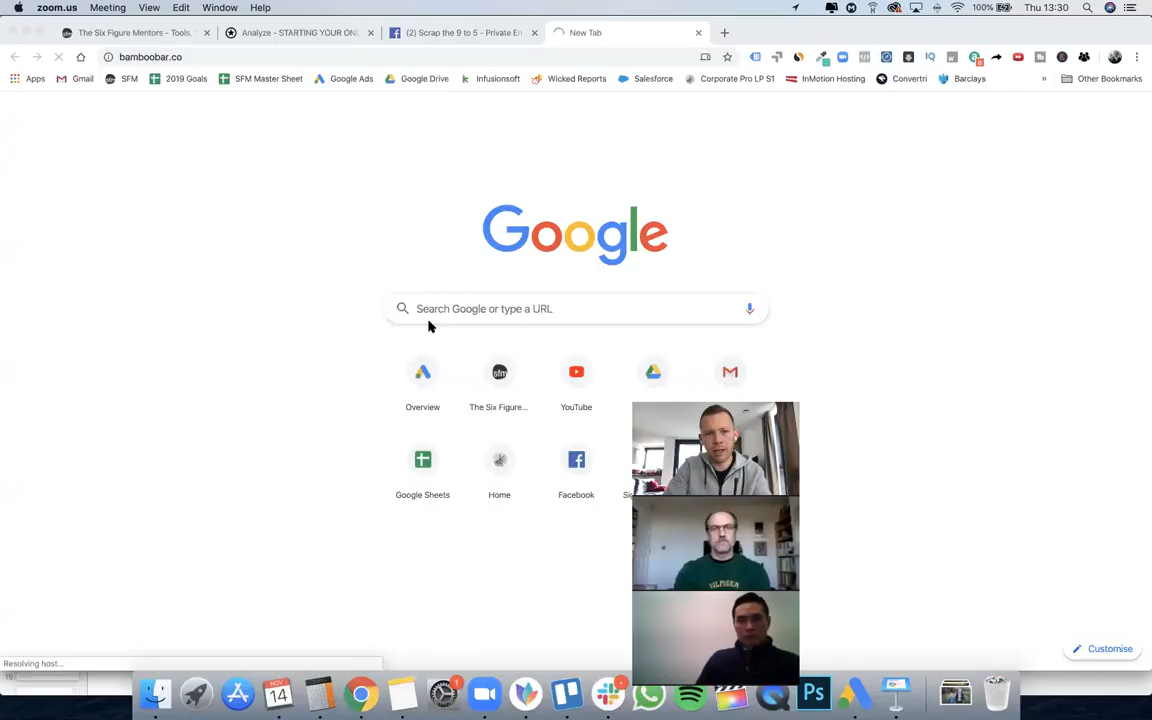 zoom.us Meeting View Edit Window Help 100% Thu 13:30
The Six Figure Mentors - Tools, Analyze - STARTING YOUR ONL (2) Scrap the 9 to 5 - Private En New Tab
bamboobar.co
Apps Gmail SFM 2019 Goals SFM Master Sheet Google Ads Google Drive Infusionsoft Wicked Reports Salesforce Corporate Pro LP S1 InMotion Hosting Convertri Barclays » Other Bookmarks
Google
Search Google or type a URL
Overview The Six Figure... YouTube
Google Sheets Home Facebook
Customise
Resolving host...
NOV
14
1
Ps